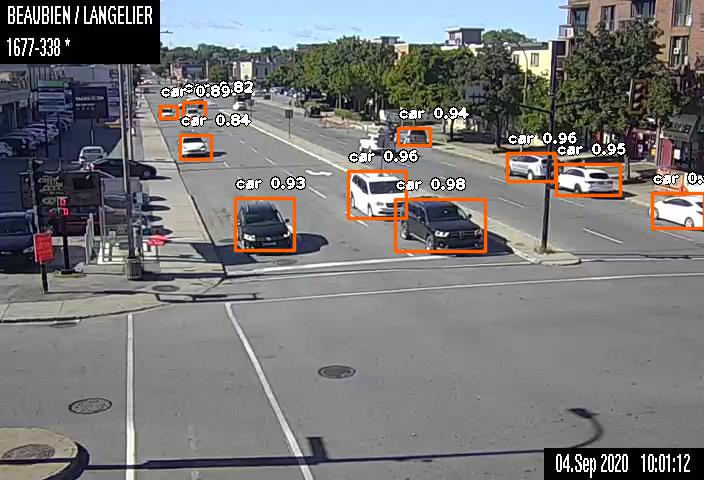 BEAUBIEN / LANGELIER
1677-338 *
car 0.89
0.82
car 0.84
car 0.94
car 0.96
car 0.96
car 0.95
car 0.93
car 0.98
car
04.Sep 2020 10:01:12